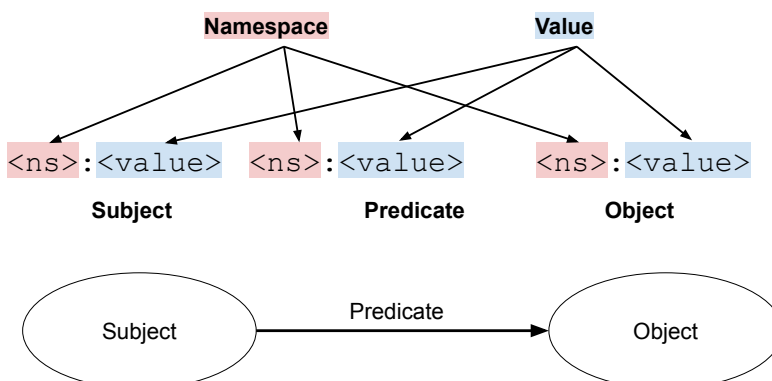 Namespace Value
<ns>:<value> <ns>:<value> <ns>:<value>
Subject Predicate Object
Predicate
Subject Object